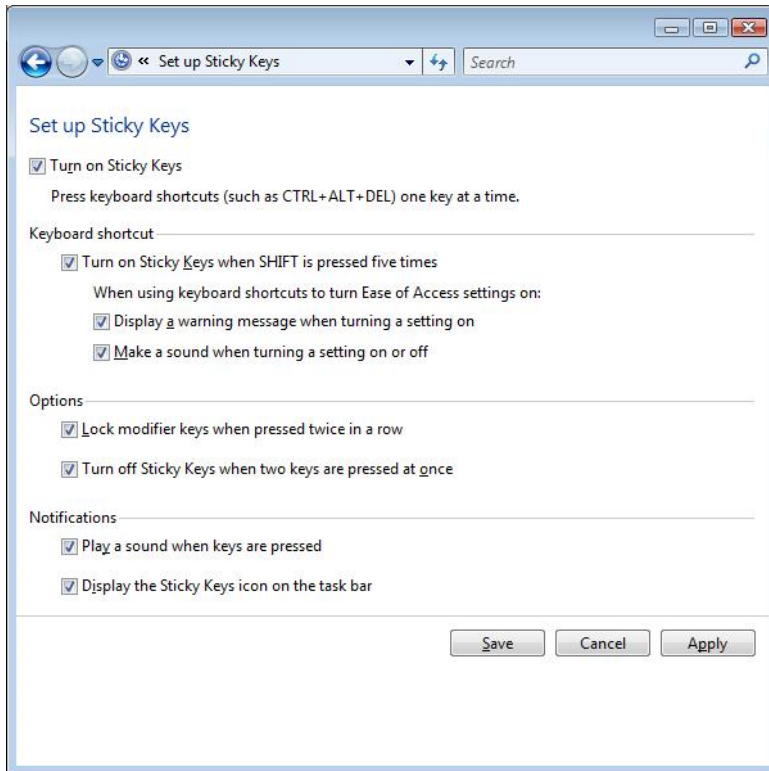 « Set up Sticky Keys
Search
Set up Sticky Keys
Turn on Sticky Keys
Press keyboard shortcuts (such as CTRL+ALT+DEL) one key at a time.
Keyboard shortcut
Turn on Sticky Keys when SHIFT is pressed five times
When using keyboard shortcuts to turn Ease of Access settings on:
Display a warning message when turning a setting on
Make a sound when turning a setting on or off
Options
Lock modifier keys when pressed twice in a row
Turn off Sticky Keys when two keys are pressed at once
Notifications
Play a sound when keys are pressed
Display the Sticky Keys icon on the task bar
Save Cancel Apply